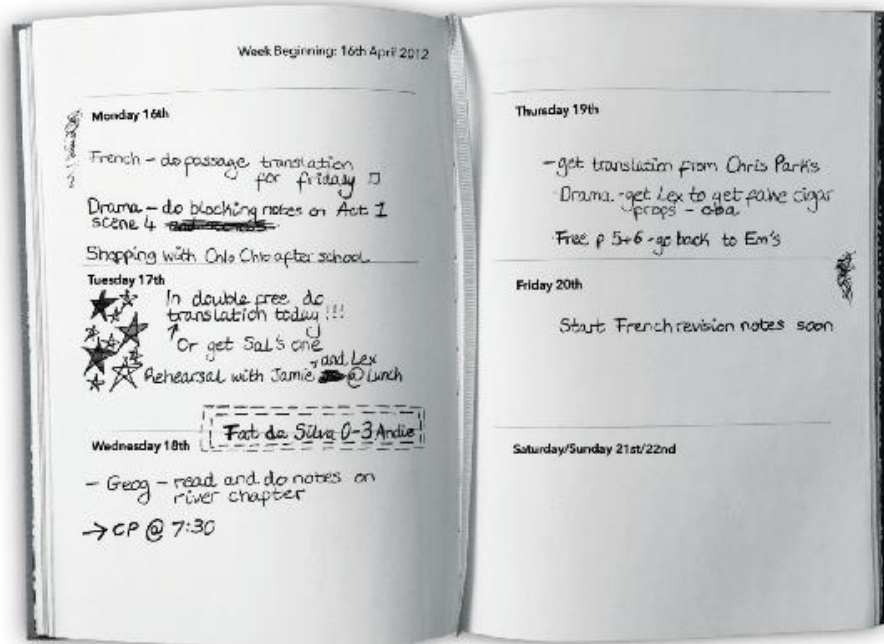 Week Beginning: 16th April 2012
Monday 16th
French - do passage translation
for friday
Drama - do blocking notes on Act 1
scene 4
Shopping with Chlo Chlo after school
Tuesday 17th
In double free do
translation today !!!
Or get Sal's one
and Lex
Rehearsal with Jamie @ Lunch
Fat da Silva 0-3 Andie
Wednesday 18th
- Geog - read and do notes on
river chapter
→ CP @ 7:30
Thursday 19th
- get translation from Chris Parks
Drama - get Lex to get fake cigar
props - oba
Free p 5+6 - go back to Em's
Friday 20th
Start French revision notes soon
Saturday/Sunday 21st/22nd